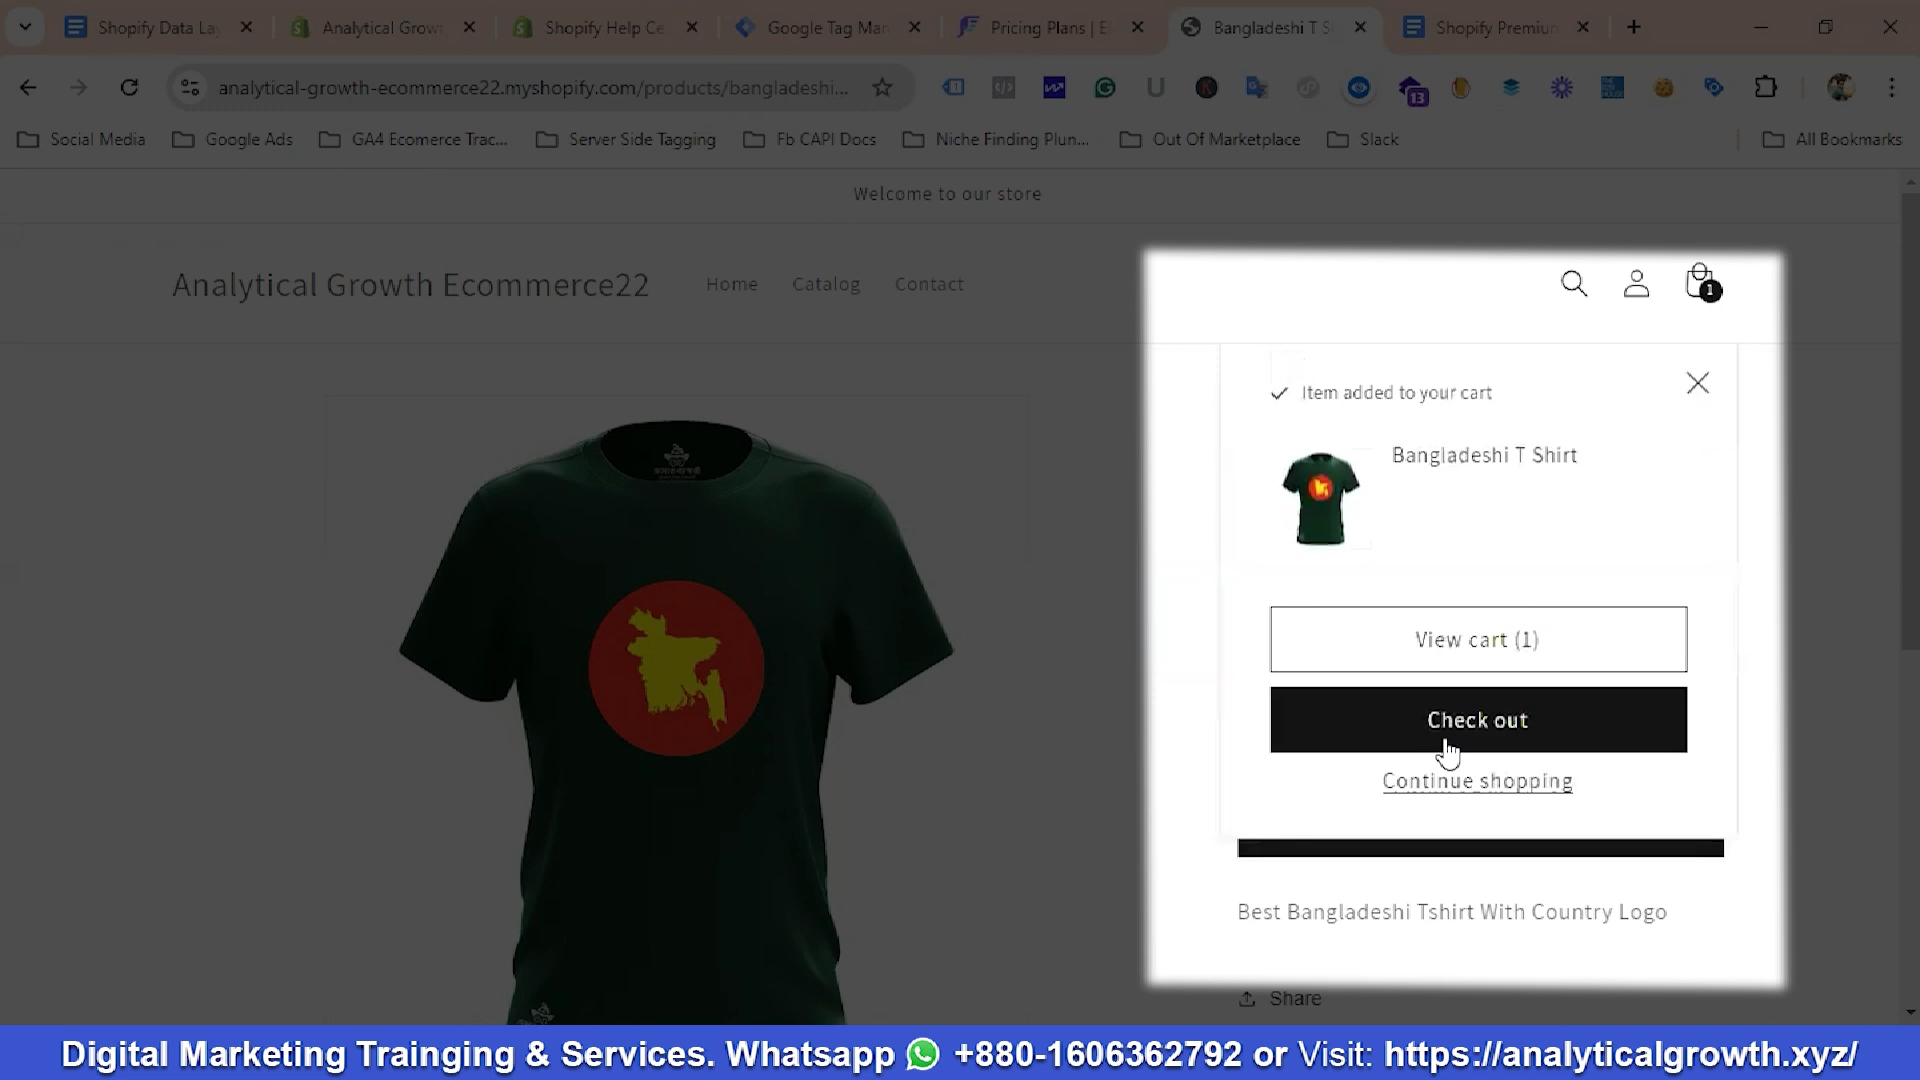 Shopify Data La
Analytical Grow
Shopify Help Ce
Google Tag Man
Pricing Plans | E
Bangladeshi T S
Shopify Premium
analytical-growth-ecommerce22.myshopify.com/products/bangladeshi...
13
Social Media
Google Ads
GA4 Ecomerce Trac...
Server Side Tagging
Fb CAPI Docs
Niche Finding Plun...
Out Of Marketplace
Slack
All Bookmarks
Welcome to our store
Analytical Growth Ecommerce22
Home
Catalog
Contact
1
Item added to your cart
Bangladeshi T Shirt
View cart (1)
Check out
Continue shopping
Best Bangladeshi Tshirt With Country Logo
Share
Digital Marketing Trainging & Services. Whatsapp +880-1606362792 or Visit: https://analyticalgrowth.xyz/